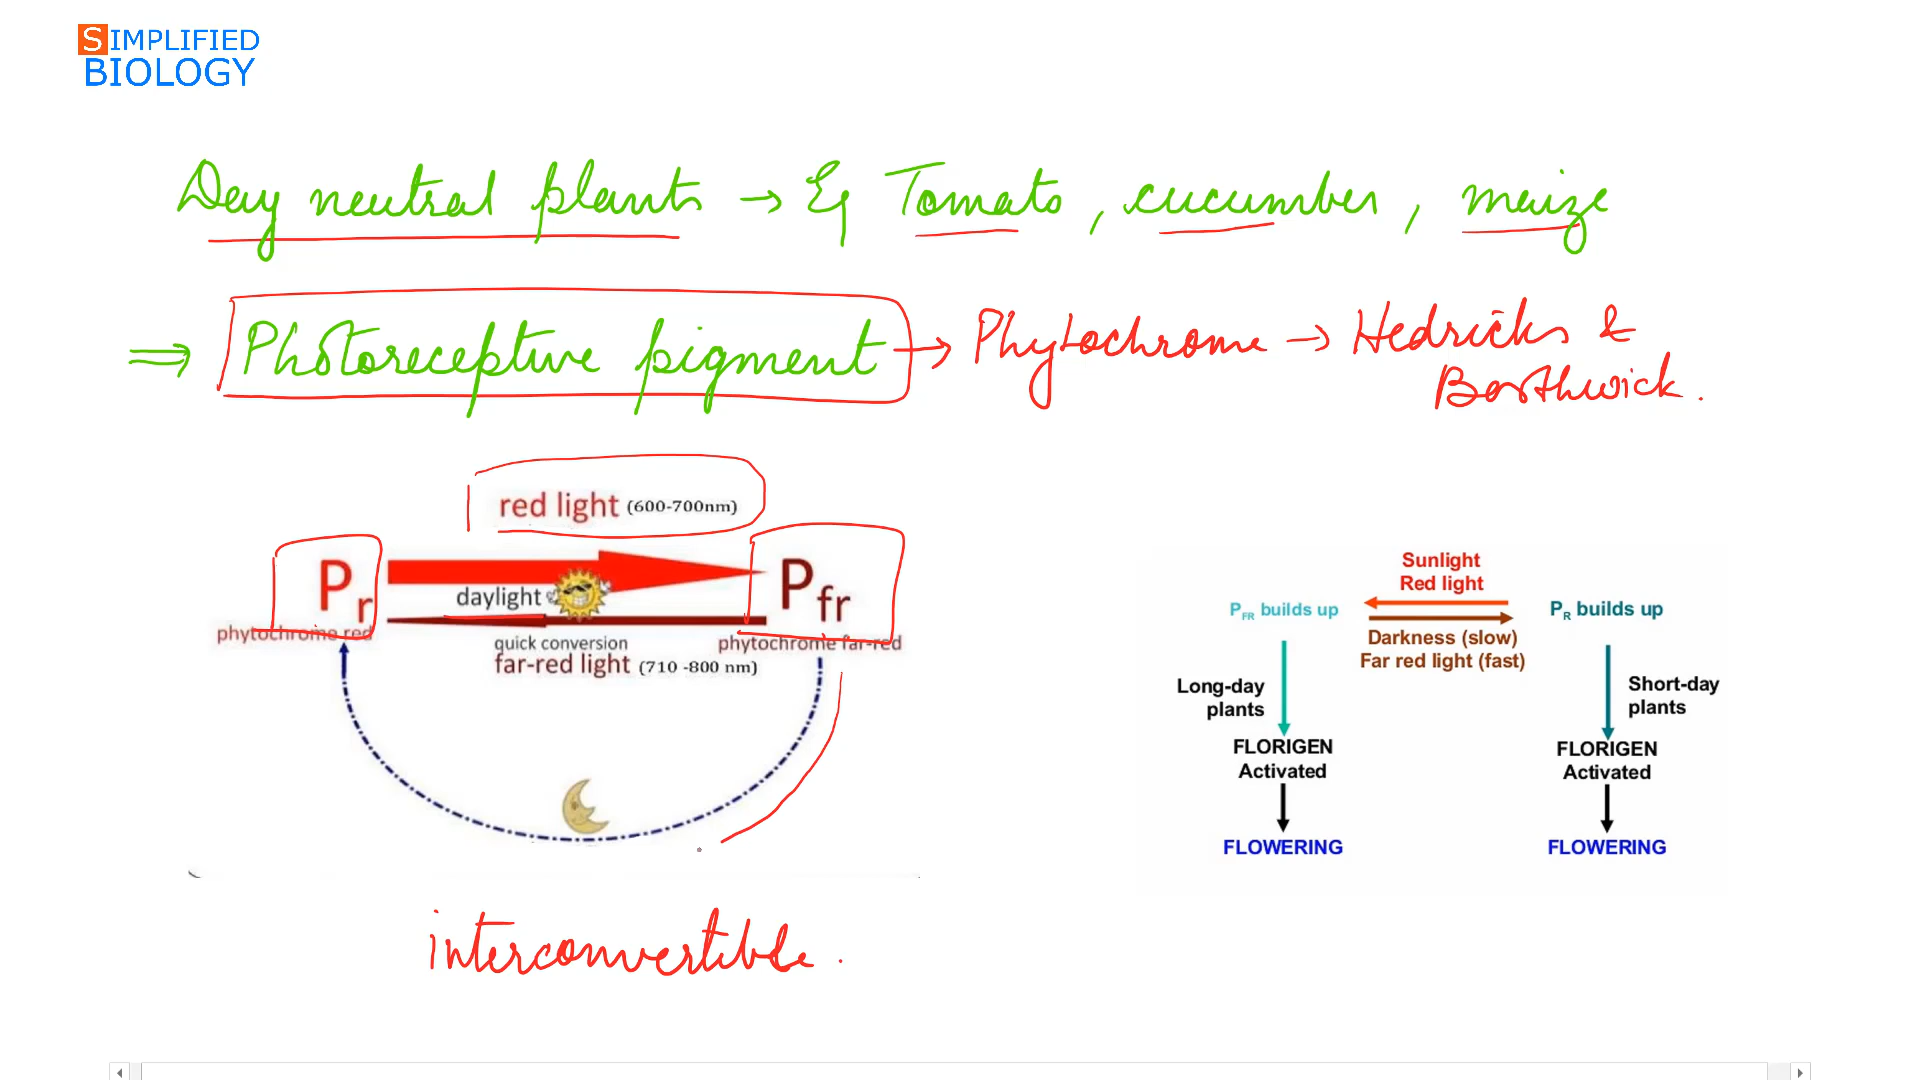 SIMPLIFIED
BIOLOGY
Day neutral plants → Eg Tomato, cucumber, maize
⇒ Photoreceptive pigment → Phytochrome → Hedricks &
Borthwick.
red light (600-700nm)
Pr
daylight
Pfr
phytochrome red
quick conversion
phytochrome far-red
far-red light (710 -800 nm)
interconvertible.
Sunlight
Red light
PFR builds up
PR builds up
Darkness (slow)
Far red light (fast)
Long-day
plants
Short-day
plants
FLORIGEN
Activated
FLORIGEN
Activated
FLOWERING
FLOWERING